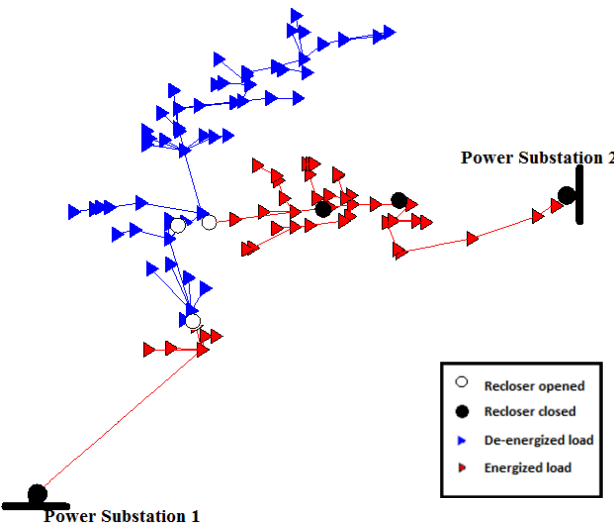 Power Substation 2
Recloser opened
Recloser closed
De-energized load
Energized load
Power Substation 1